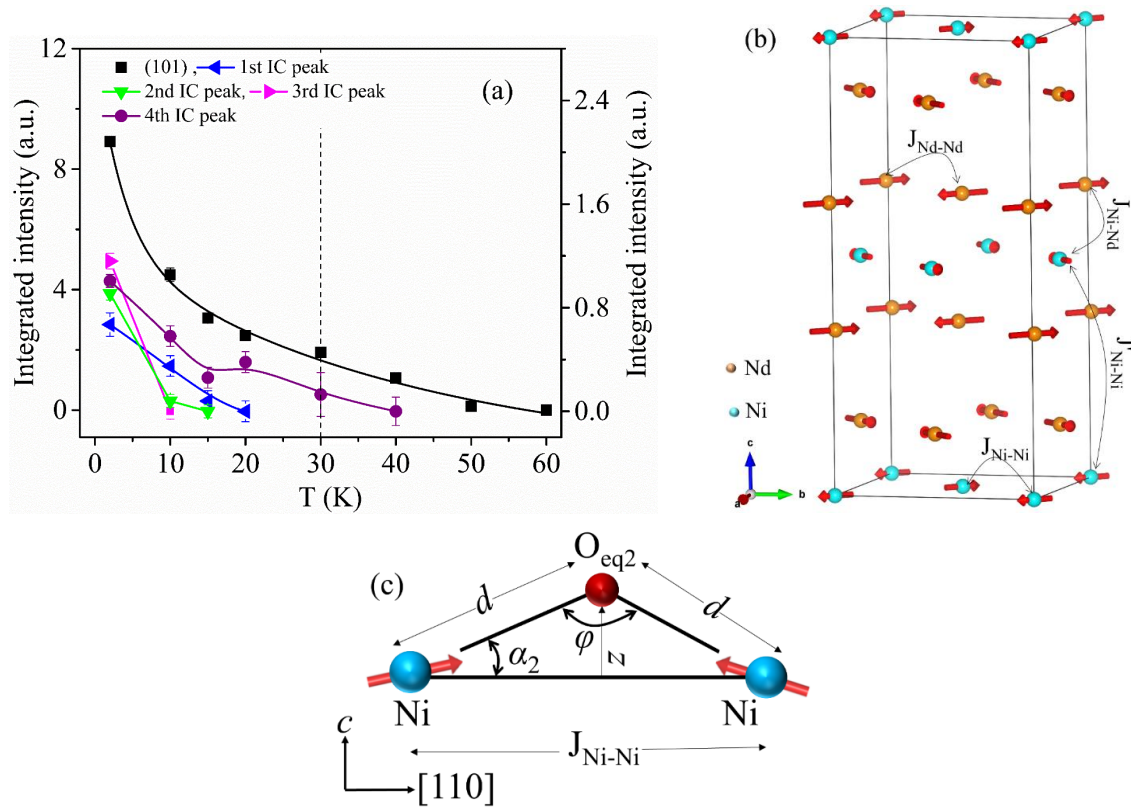 12
8
4
0
Integrated intensity (a.u.)
(101) , 1st IC peak
2nd IC peak, 3rd IC peak
4th IC peak
(a)
2.4
1.6
0.8
0.0
Integrated intensity (a.u.)
0 10 20 30 40 50 60
T (K)
(b)
J_Nd-Nd
J_Ni-Nd
J'_Ni-Ni
J_Ni-Ni
Nd
Ni
c
a
b
(c)
O_eq2
d
d
φ
α_2
z
Ni
Ni
J_Ni-Ni
c
[110]